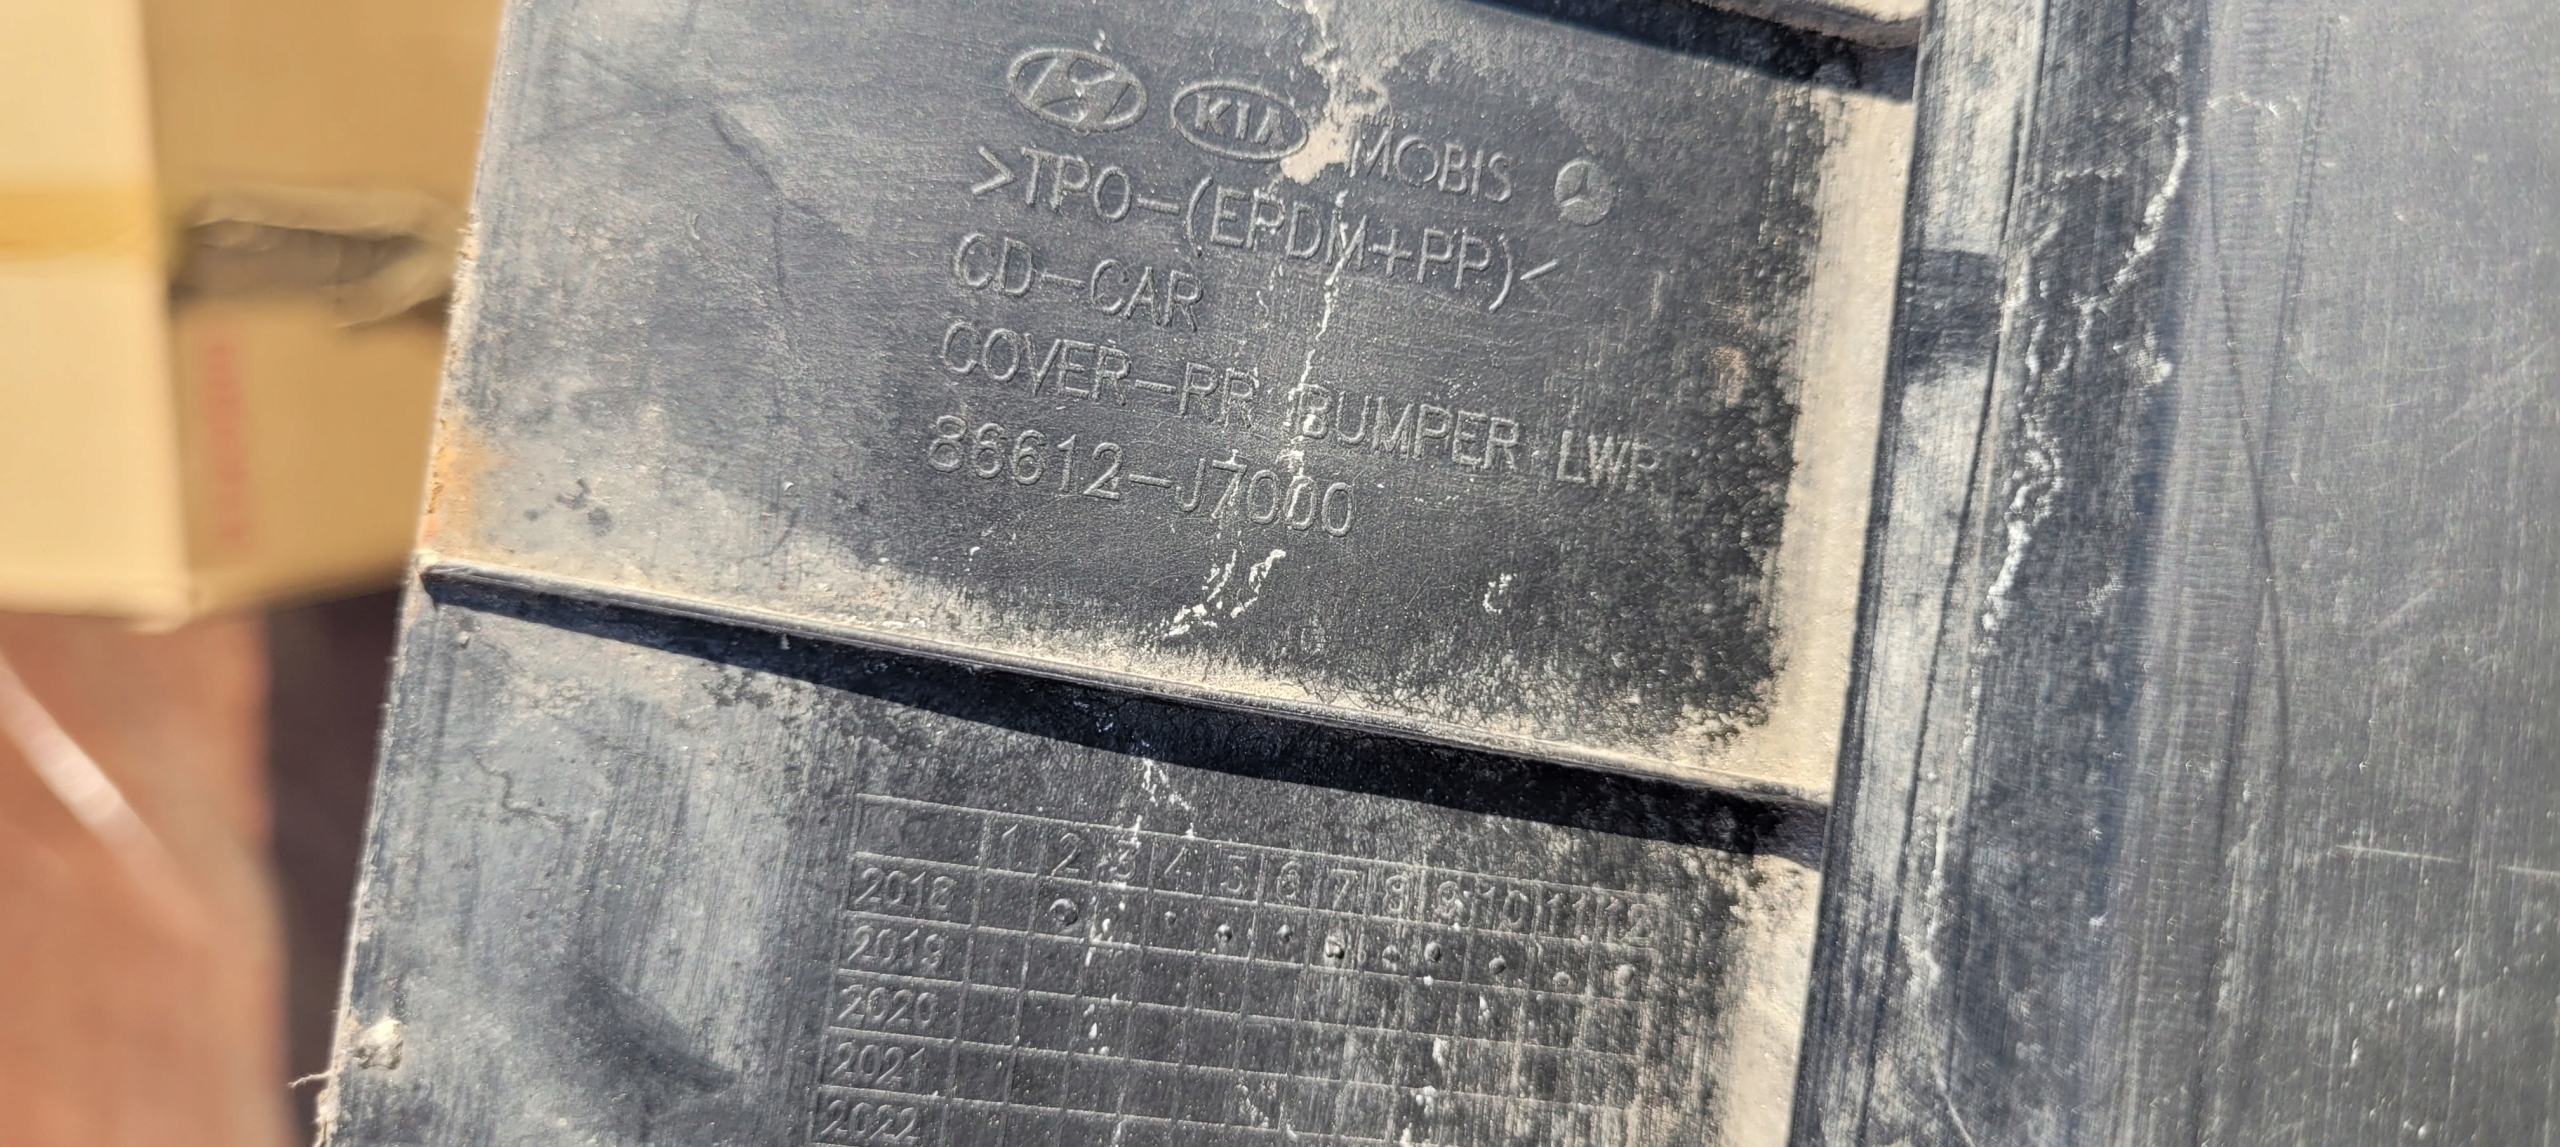 KIA MOBIS
>TPO-(EPDM+PP)<
CD-CAR
COVER-RR BUMPER LWR
86612-J7000
1 2 3 4 5 6 7 8 9 10 11 12
2018
2019
2020
2021
2022